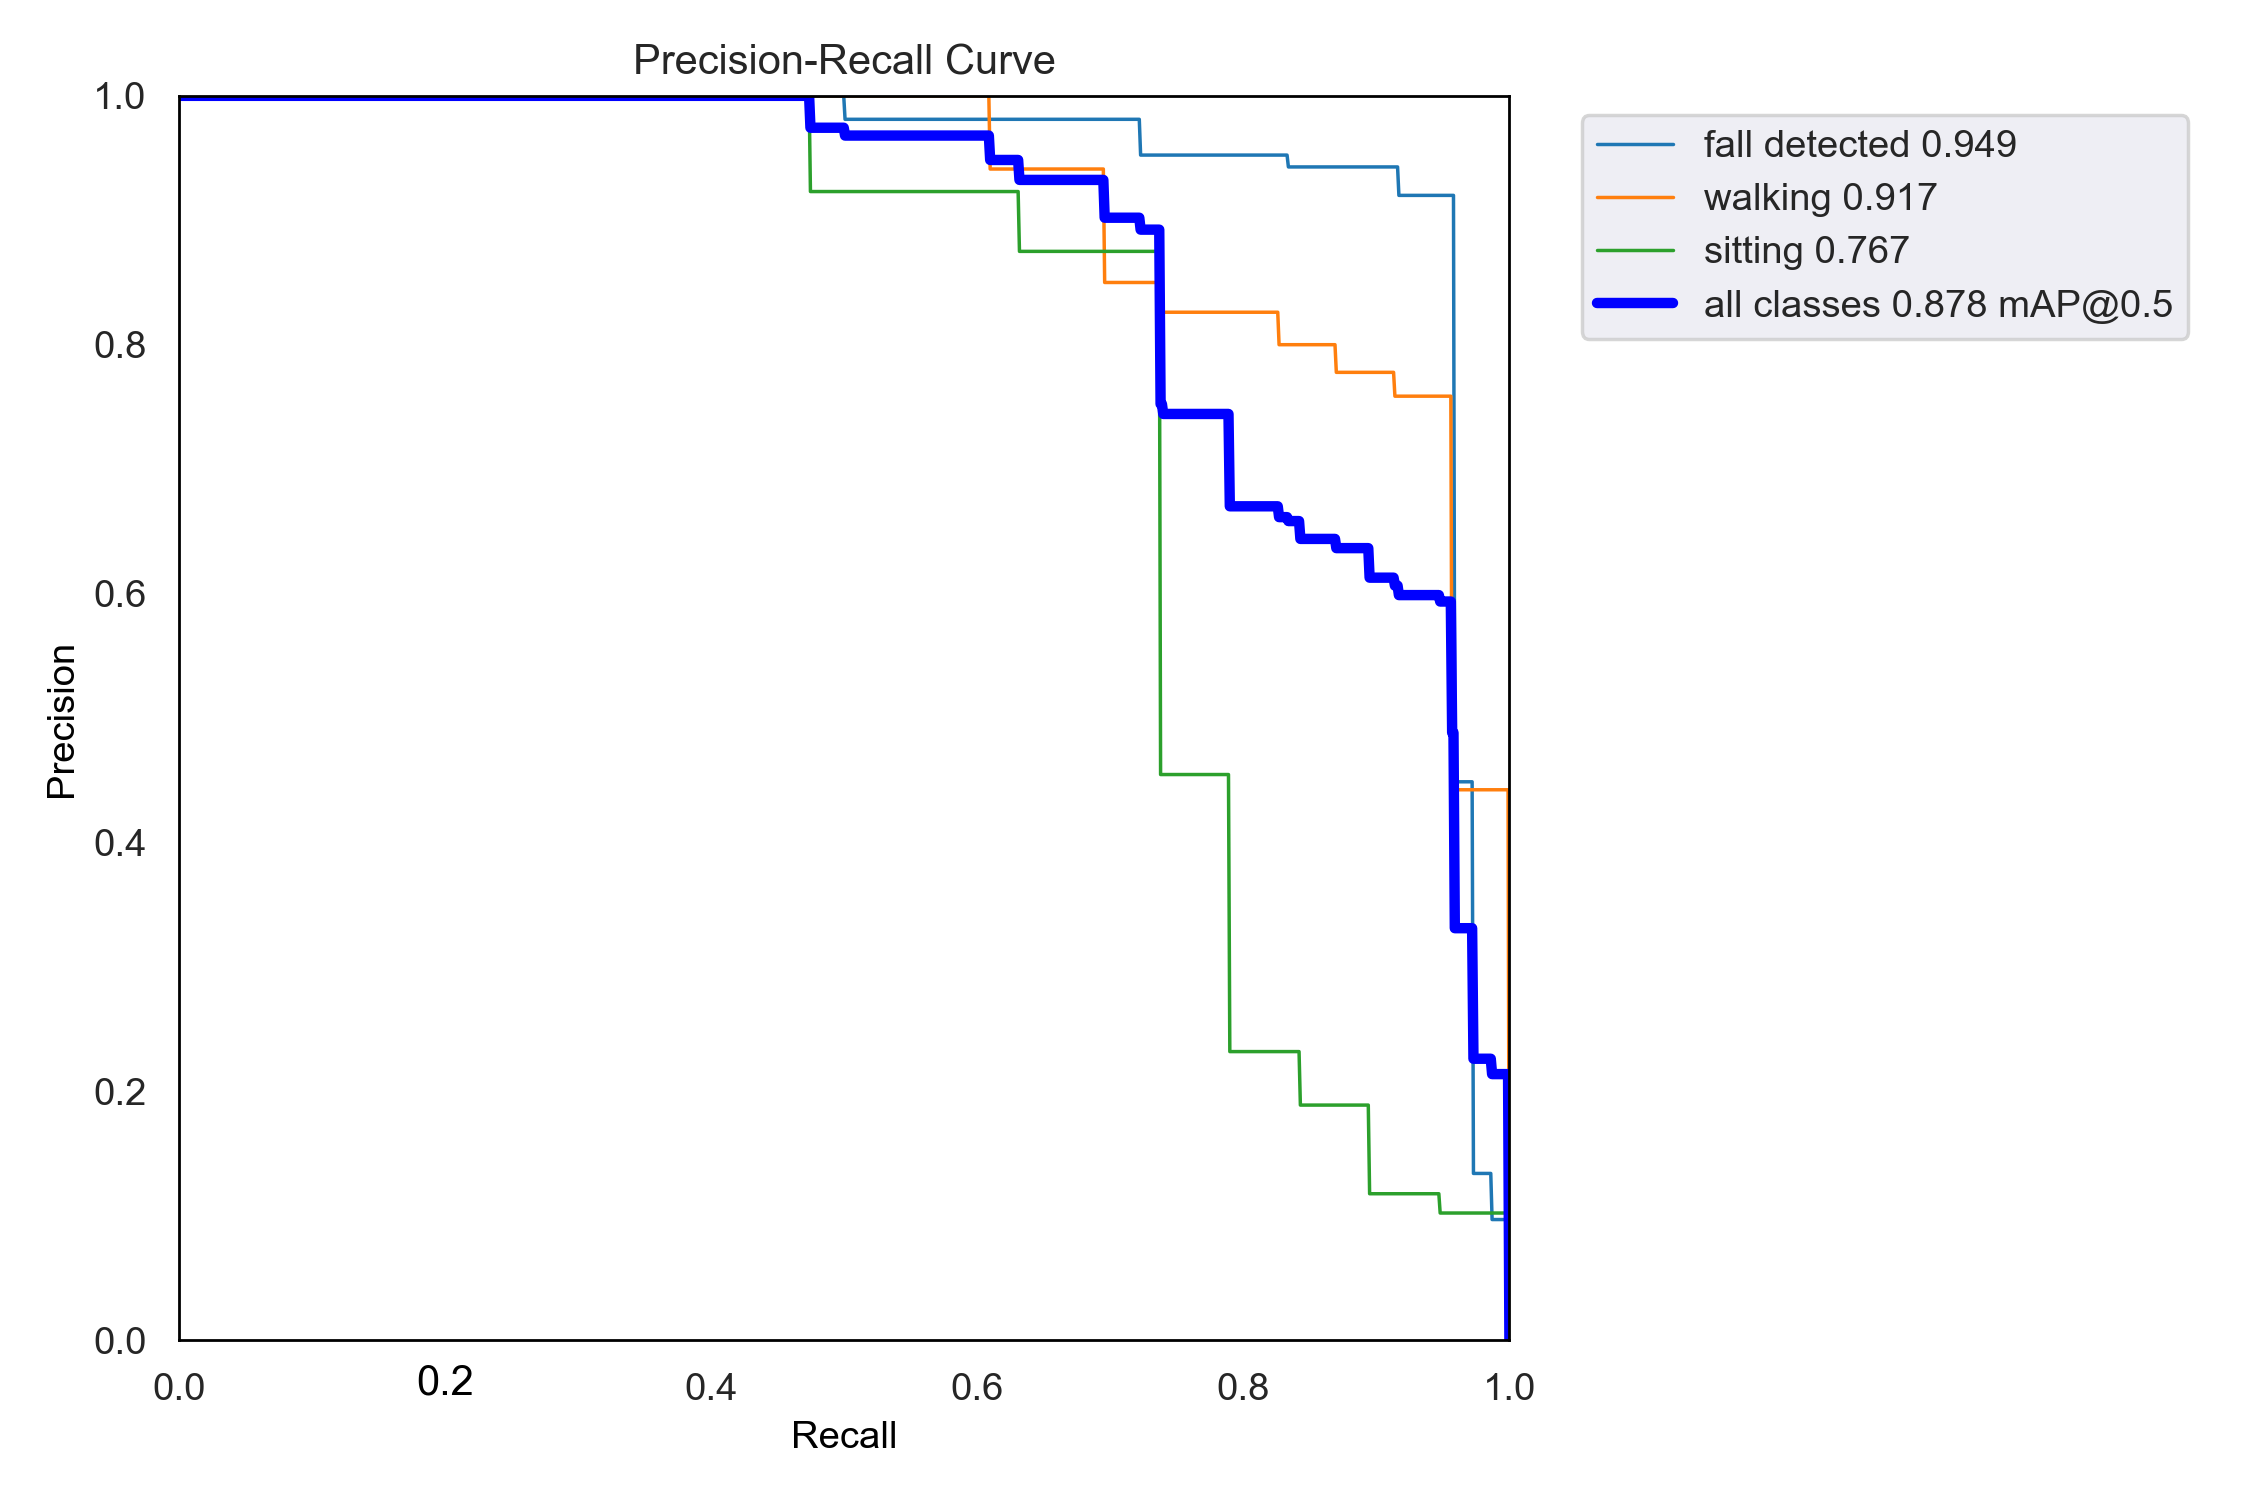 Precision-Recall Curve
1.0
0.8
0.6
0.4
0.2
0.0
Precision
0.0 0.2 0.4 0.6 0.8 1.0
Recall
fall detected 0.949
walking 0.917
sitting 0.767
all classes 0.878 mAP@0.5